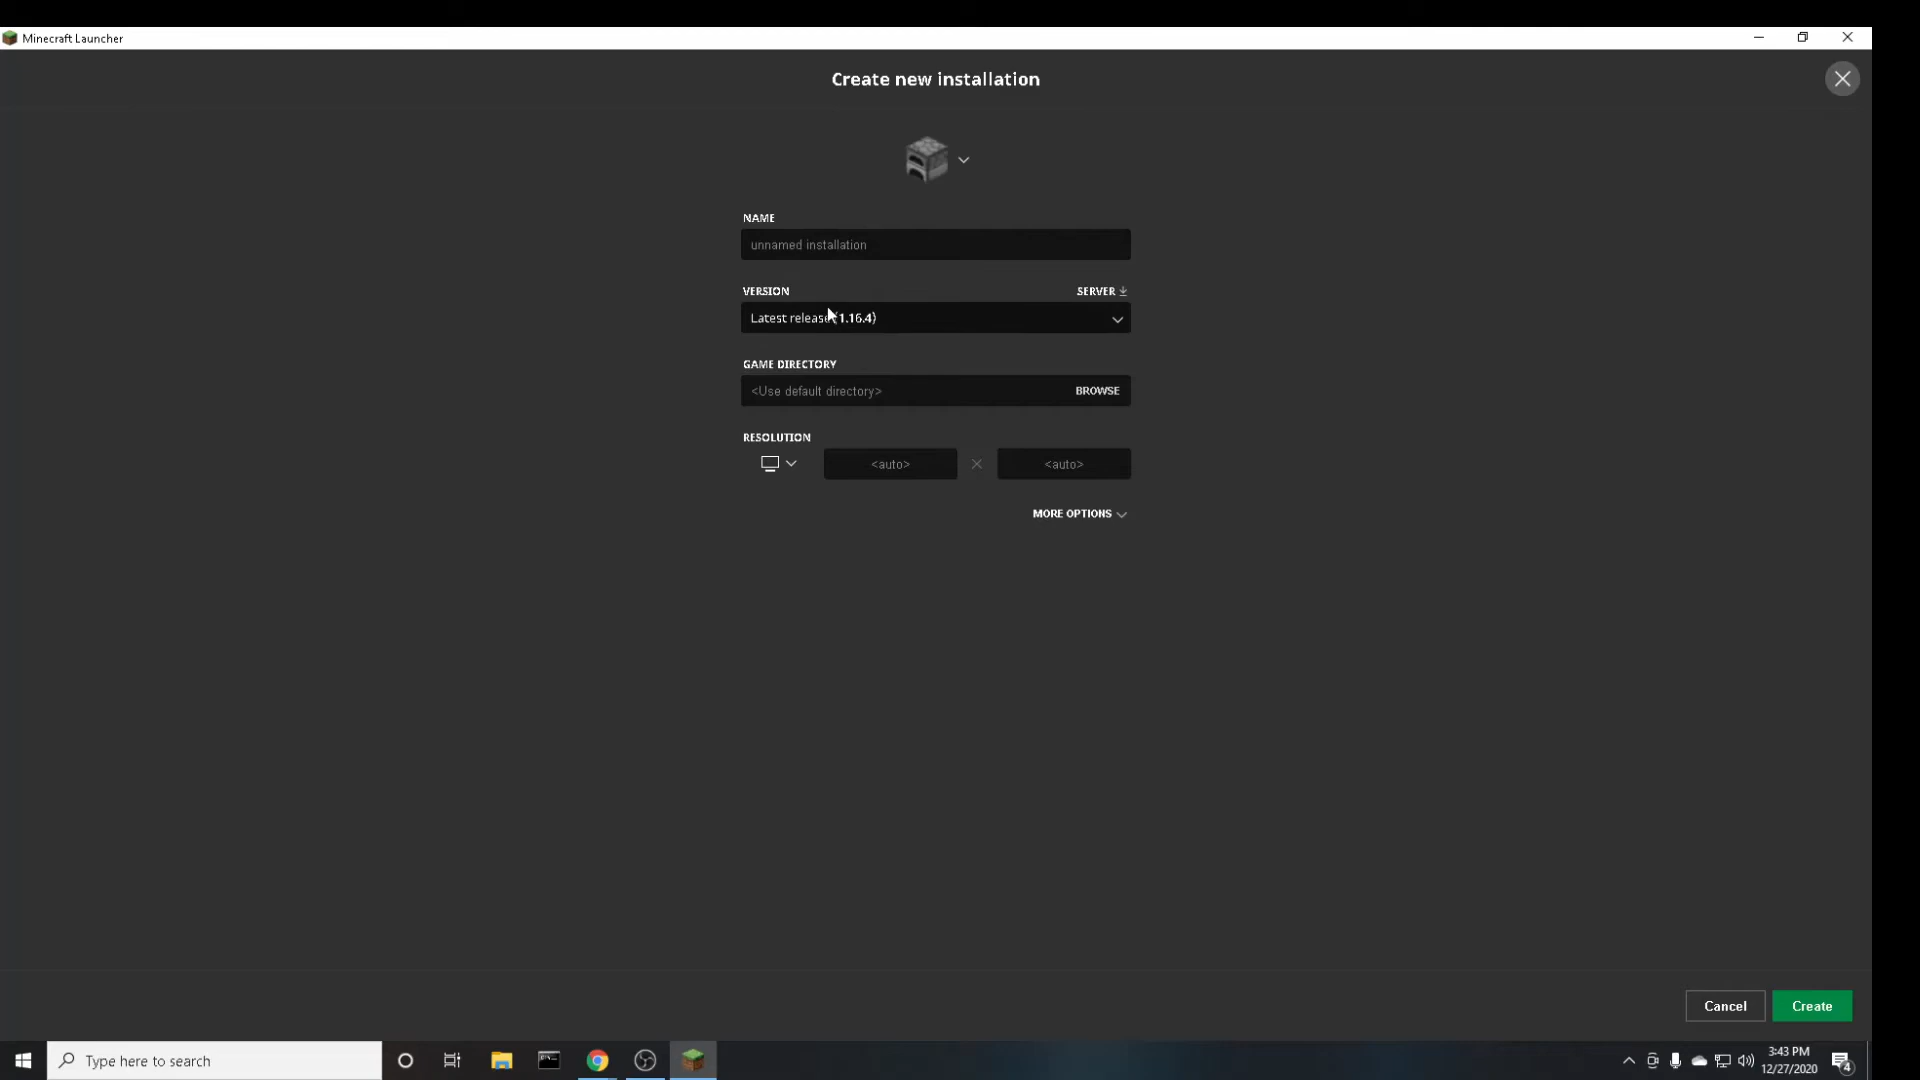 Minecraft Launcher
Create new installation
NAME
unnamed installation
VERSION
SERVER
Latest release (1.16.4)
GAME DIRECTORY
<Use default directory>
BROWSE
RESOLUTION
<auto>
<auto>
MORE OPTIONS
Cancel
Create
Type here to search
3:43 PM
12/27/2020
4